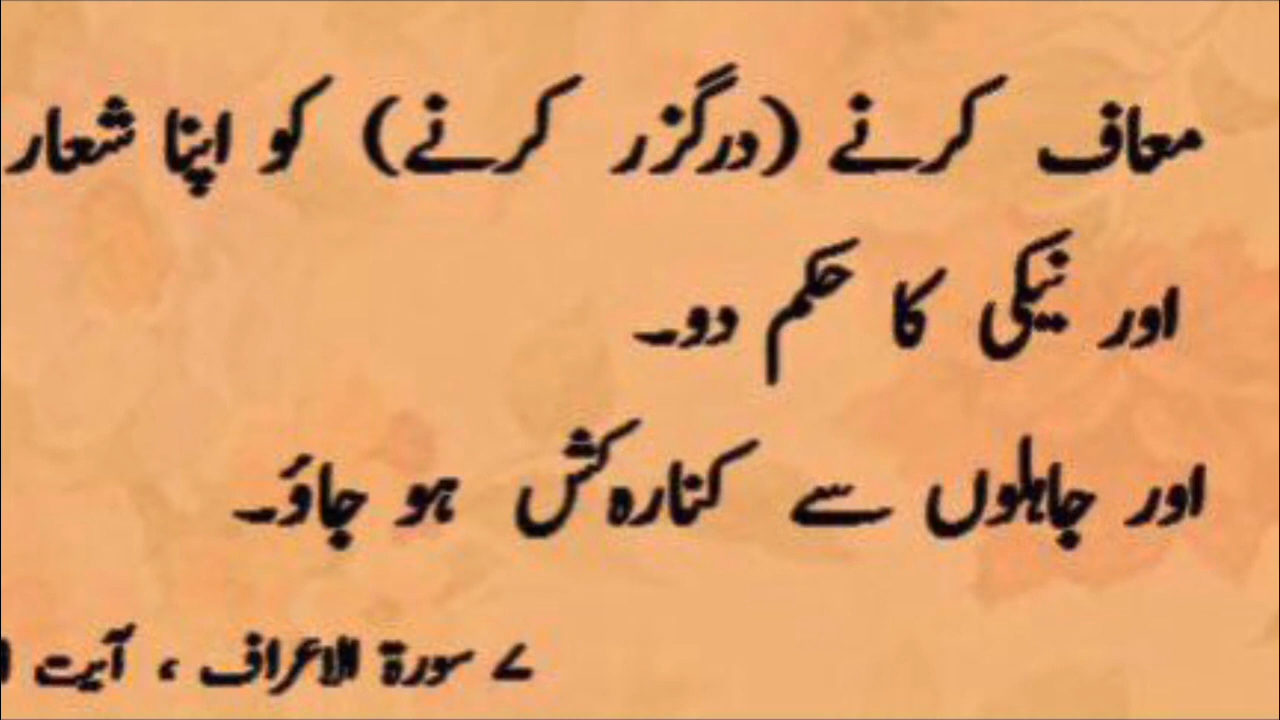 معاف کرنے (درگزر کرنے) کو اپنا شعار
اور نیکی کا حکم دو۔
اور جاہلوں سے کنارہ کش ہو جاؤ۔
۷ سورۃ الاعراف ، آیت